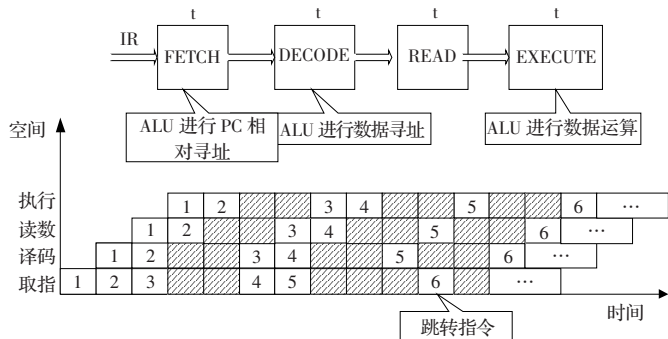 t t t t
IR FETCH DECODE READ EXECUTE
ALU 进行 PC 相 ALU 进行数据寻址 ALU 进行数据运算
对寻址
空间
执行 1 2 3 4 5 6 …
读数 1 2 3 4 5 6 …
译码 1 2 3 4 5 6 …
取指 1 2 3 4 5 6 …
时间
跳转指令